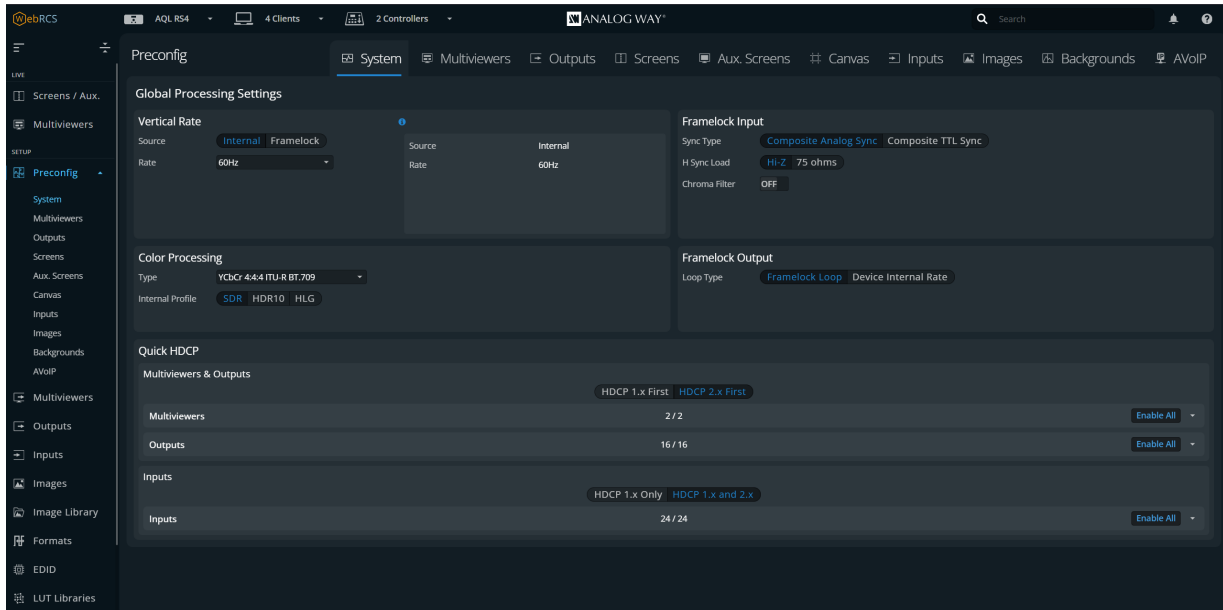 WebRCS
AQL RS4
4 Clients
2 Controllers
ANALOG WAY®
Search
LIVE
Screens / Aux.
Multiviewers
SETUP
Preconfig
System
Multiviewers
Outputs
Screens
Aux. Screens
Canvas
Inputs
Images
Backgrounds
AVoIP
Multiviewers
Outputs
Inputs
Images
Image Library
Formats
EDID
LUT Libraries
Preconfig
System
Multiviewers
Outputs
Screens
Aux. Screens
Canvas
Inputs
Images
Backgrounds
AVoIP
Global Processing Settings
Vertical Rate
Source Internal Framelock
Rate 60Hz
Source Internal
Rate 60Hz
Framelock Input
Sync Type Composite Analog Sync Composite TTL Sync
H Sync Load Hi-Z 75 ohms
Chroma Filter OFF
Color Processing
Type YCbCr 4:4:4 ITU-R BT.709
Internal Profile SDR HDR10 HLG
Framelock Output
Loop Type Framelock Loop Device Internal Rate
Quick HDCP
Multiviewers & Outputs
HDCP 1.x First HDCP 2.x First
Multiviewers 2 / 2 Enable All
Outputs 16 / 16 Enable All
Inputs
HDCP 1.x Only HDCP 1.x and 2.x
Inputs 24 / 24 Enable All